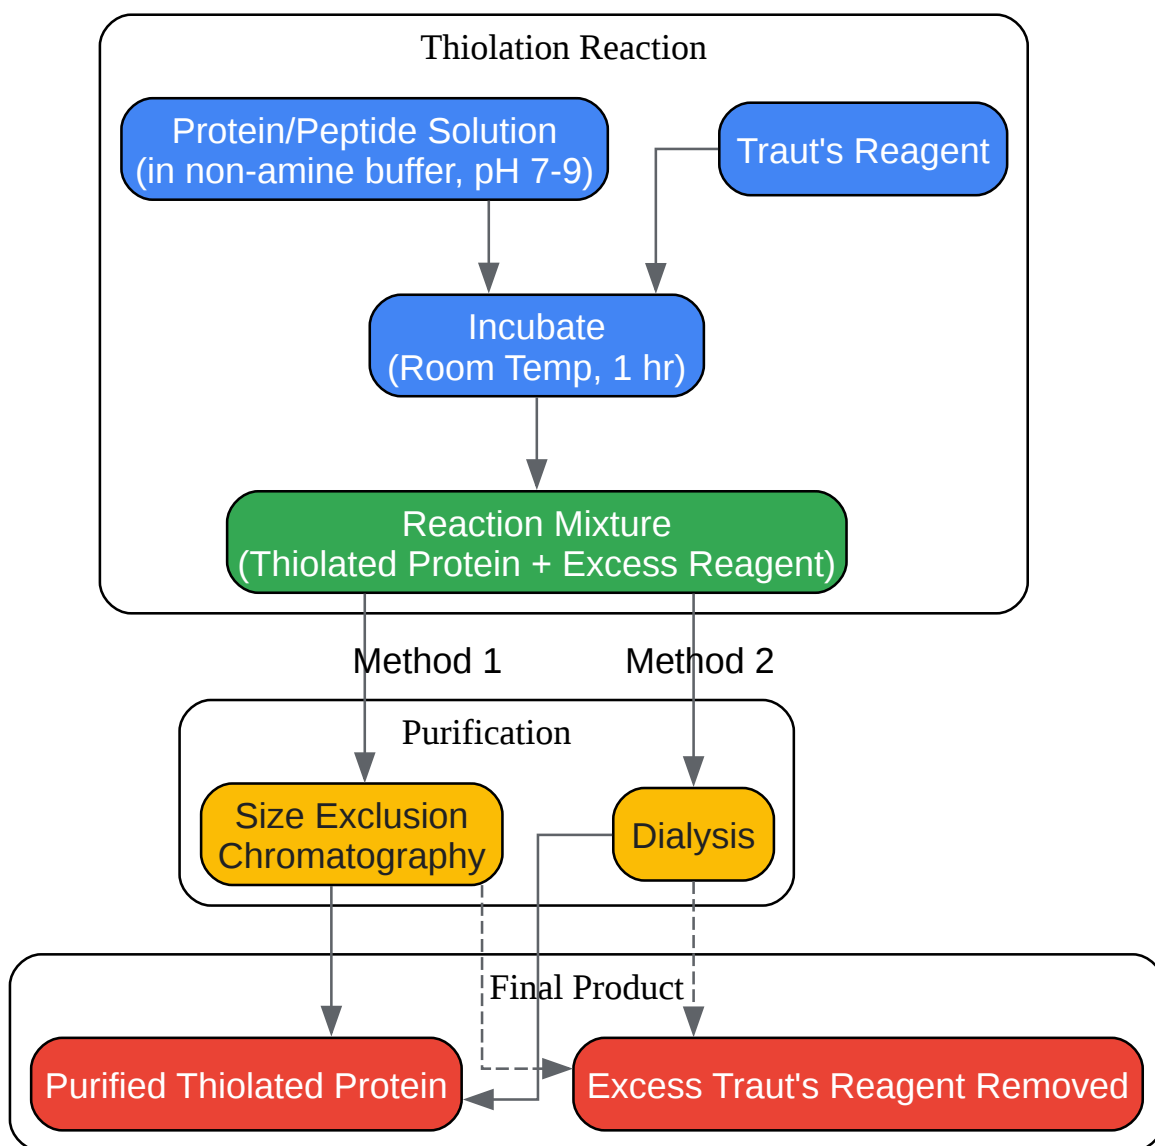 Thiolation Reaction
Protein/Peptide Solution
(in non-amine buffer, pH 7-9)
Traut's Reagent
Incubate
(Room Temp, 1 hr)
Reaction Mixture
(Thiolated Protein + Excess Reagent)
Method 1
Method 2
Purification
Size Exclusion
Chromatography
Dialysis
Final Product
Purified Thiolated Protein
Excess Traut's Reagent Removed